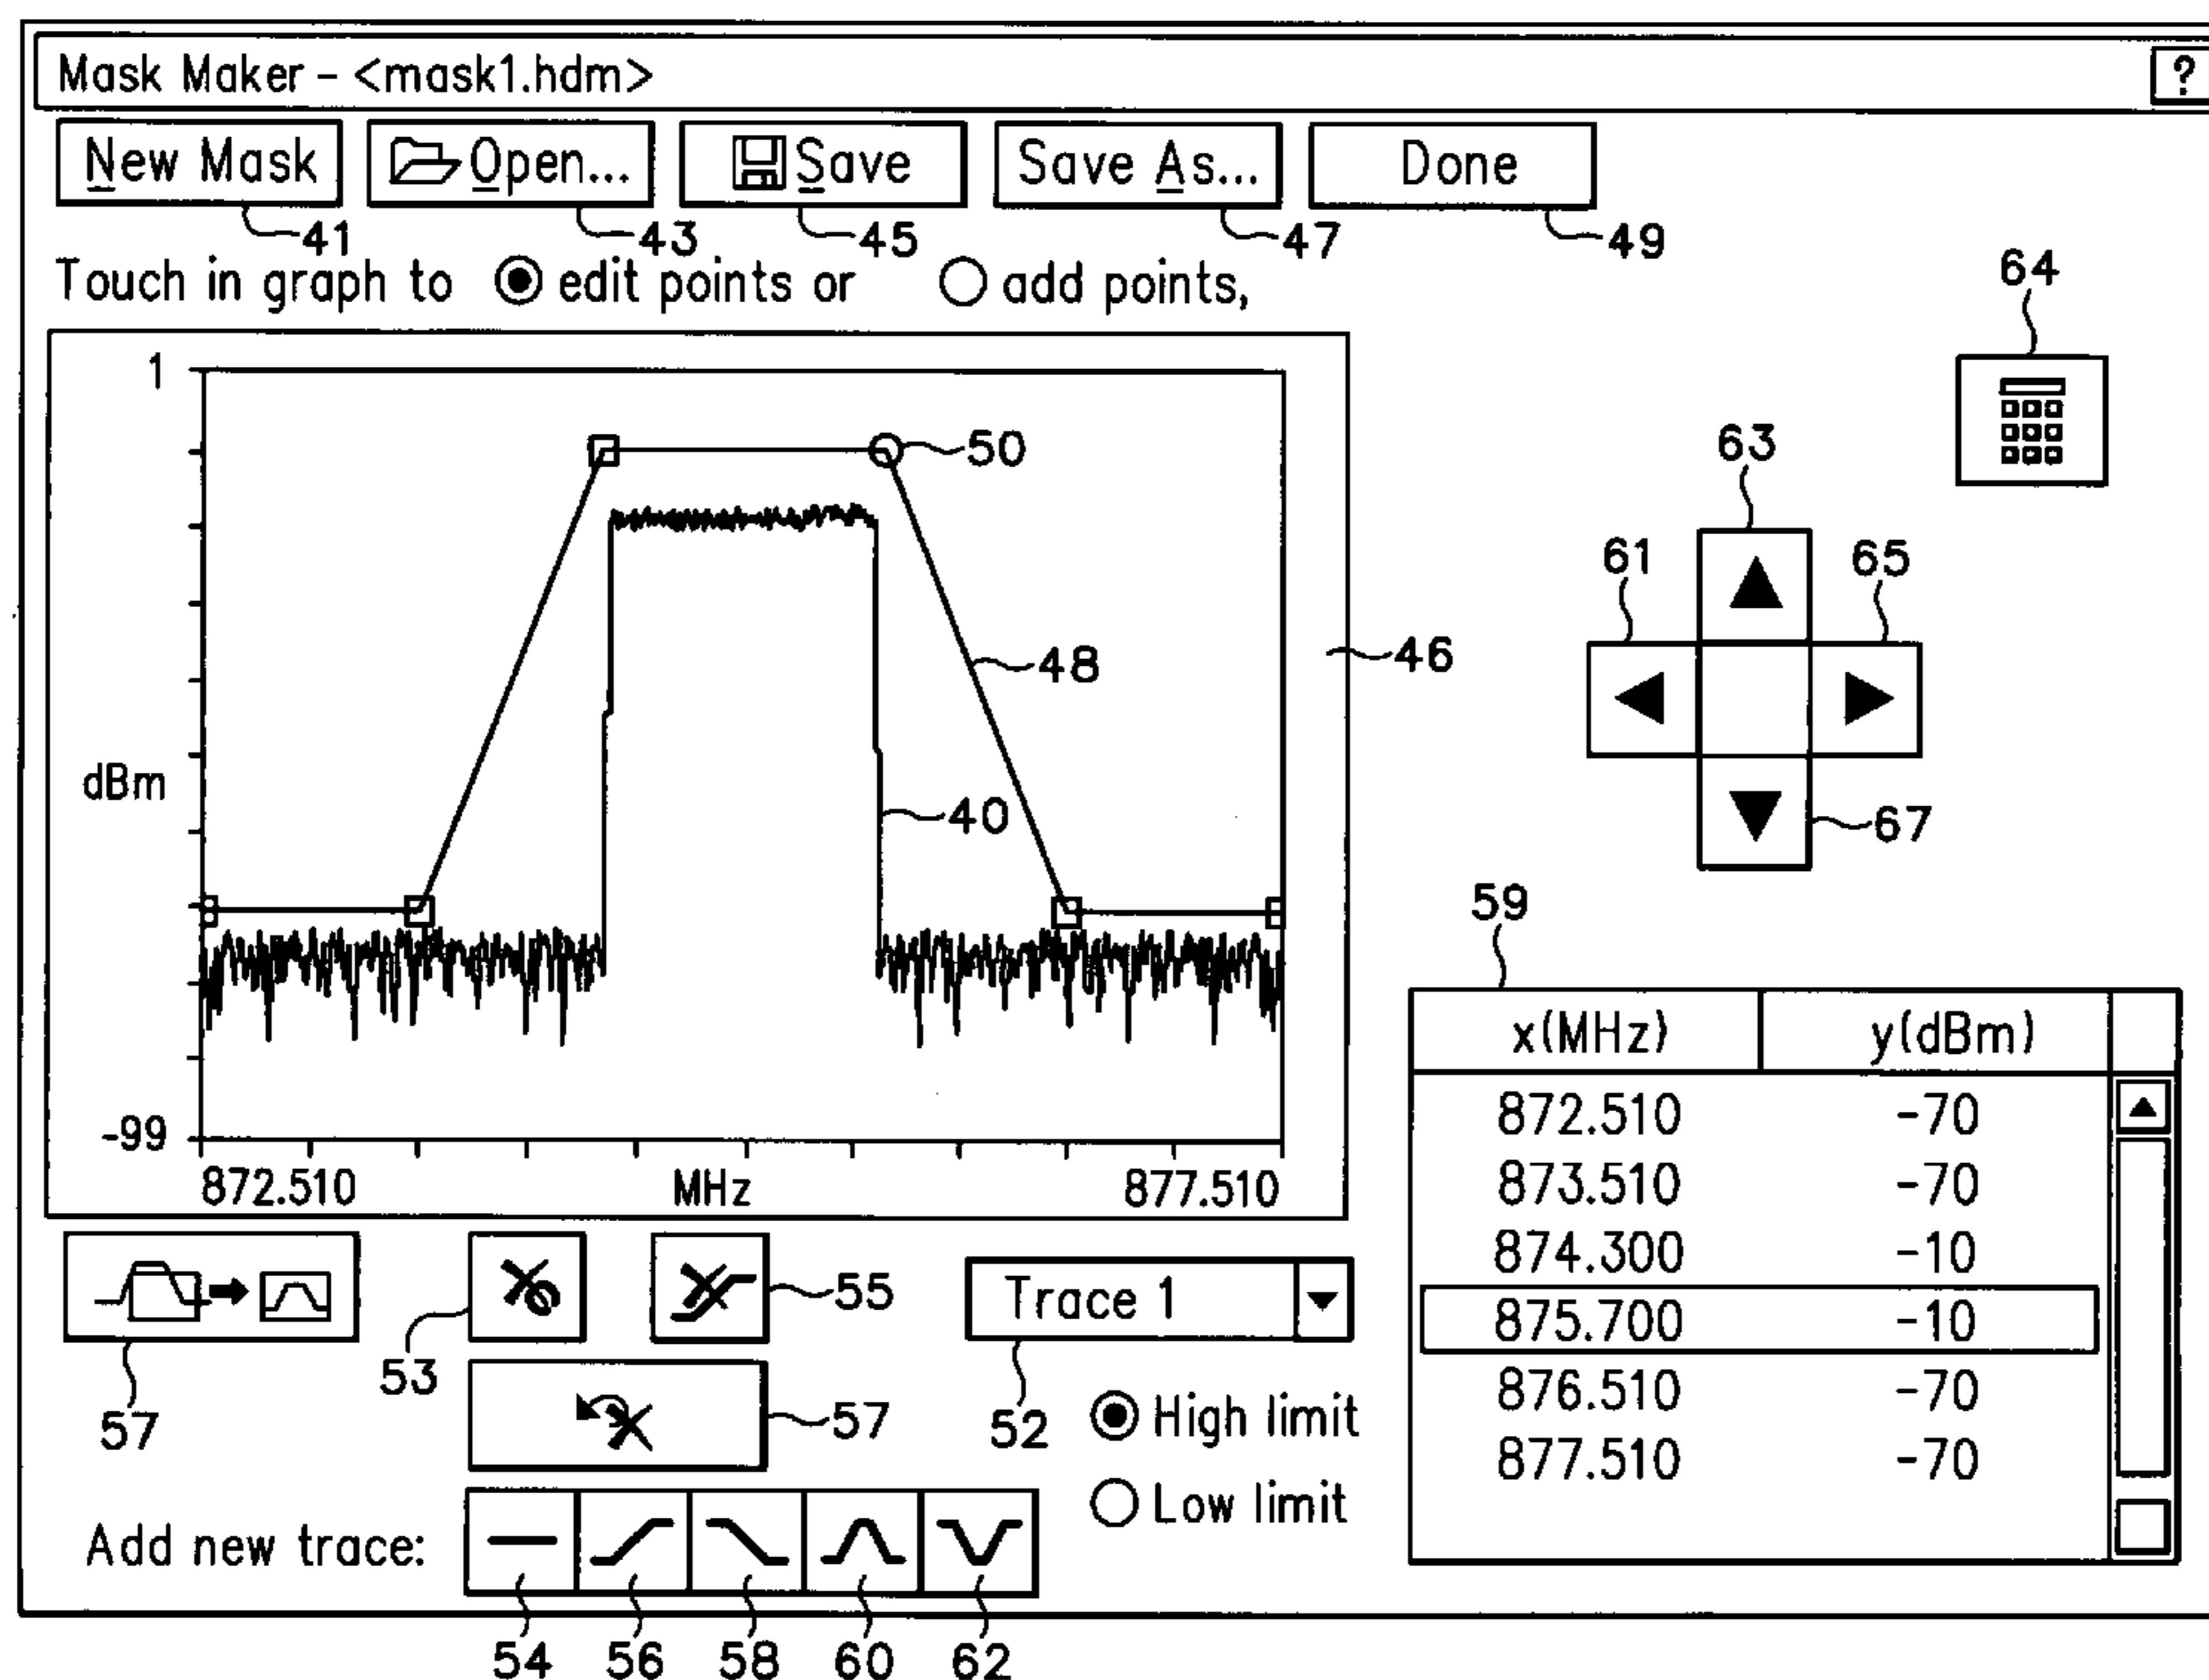 Mask Maker - <mask1.hdm>
?
New Mask
Open...
Save
Save As...
Done
41
43
45
47
49
Touch in graph to edit points or add points,
64
1
50
63
61
65
48
46
dBm
40
67
-99
872.510
MHz
877.510
59
x(MHz) y(dBm)
872.510 -70
873.510 -70
874.300 -10
875.700 -10
876.510 -70
877.510 -70
55
Trace 1
53
57
57
52
High limit
Low limit
Add new trace:
54
56
58
60
62